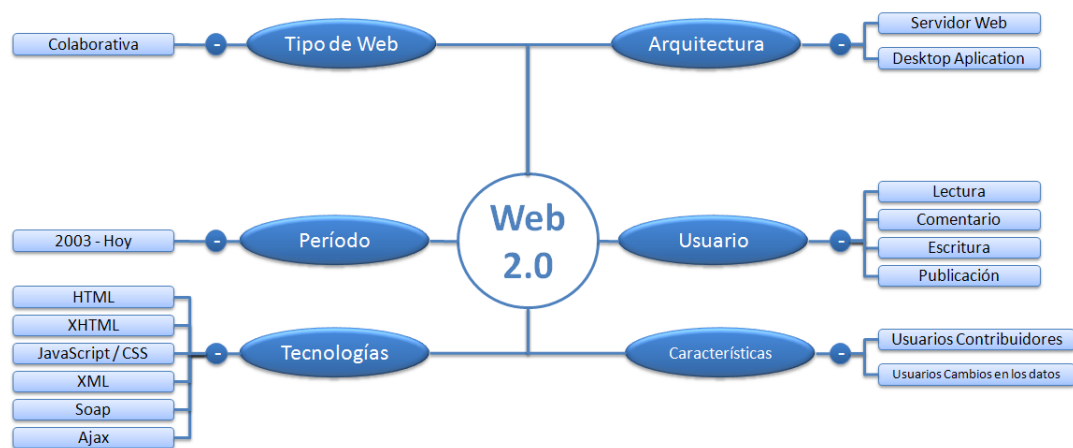 Colaborativa
Tipo de Web
Arquitectura
Servidor Web
Desktop Aplication
Web
2.0
2003 - Hoy
Período
Usuario
Lectura
Comentario
Escritura
Publicación
HTML
XHTML
JavaScript / CSS
XML
Soap
Ajax
Tecnologías
Características
Usuarios Contribuidores
Usuarios Cambios en los datos